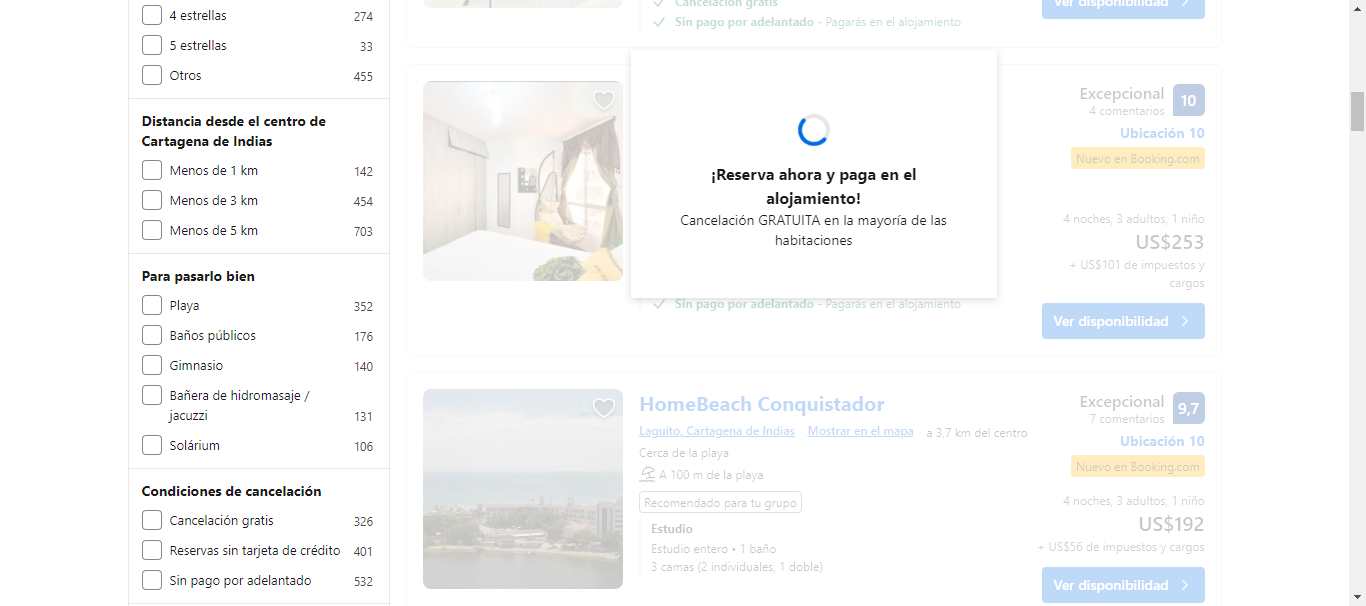 4 estrellas 274
5 estrellas 33
Otros 455
Distancia desde el centro de
Cartagena de Indias
Menos de 1 km 142
Menos de 3 km 454
Menos de 5 km 703
Para pasarlo bien
Playa 352
Baños públicos 176
Gimnasio 140
Bañera de hidromasaje /
jacuzzi 131
Solárium 106
Condiciones de cancelación
Cancelación gratis 326
Reservas sin tarjeta de crédito 401
Sin pago por adelantado 532
Cancelación gratis
Sin pago por adelantado - Pagarás en el alojamiento
Ver disponibilidad
¡Reserva ahora y paga en el
alojamiento!
Cancelación GRATUITA en la mayoría de las
habitaciones
Sin pago por adelantado - Pagarás en el alojamiento
Excepcional 10
4 comentarios
Ubicación 10
Nuevo en Booking.com
4 noches, 3 adultos, 1 niño
US$253
+ US$101 de impuestos y
cargos
Ver disponibilidad
HomeBeach Conquistador
Laguito, Cartagena de Indias Mostrar en el mapa a 3,7 km del centro
Cerca de la playa
A 100 m de la playa
Recomendado para tu grupo
Estudio
Estudio entero • 1 baño
3 camas (2 individuales, 1 doble)
Excepcional 9,7
7 comentarios
Ubicación 10
Nuevo en Booking.com
4 noches, 3 adultos, 1 niño
US$192
+ US$56 de impuestos y cargos
Ver disponibilidad